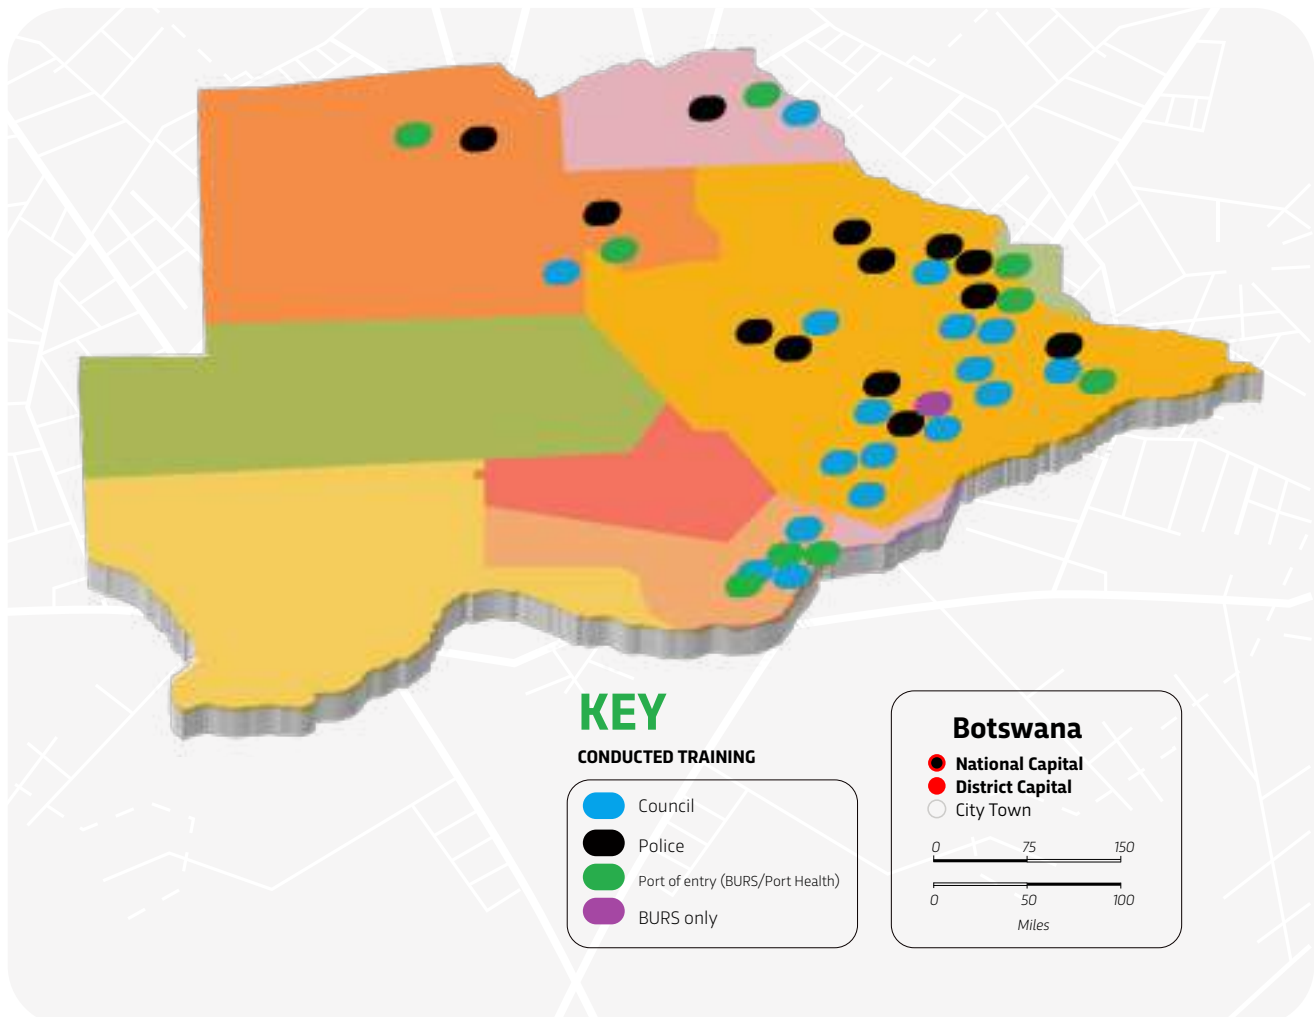 KEY
CONDUCTED TRAINING
Council
Police
Port of entry (BURS/Port Health)
BURS only
Botswana
National Capital
District Capital
City Town
0 75 150
0 50 100
Miles